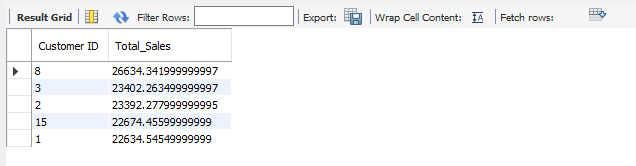 Result Grid Filter Rows: Export: Wrap Cell Content: IA Fetch rows:
Customer ID Total_Sales
8 26634.341999999997
3 23402.263499999997
2 23392.277999999995
15 22674.45599999999
1 22634.54549999999